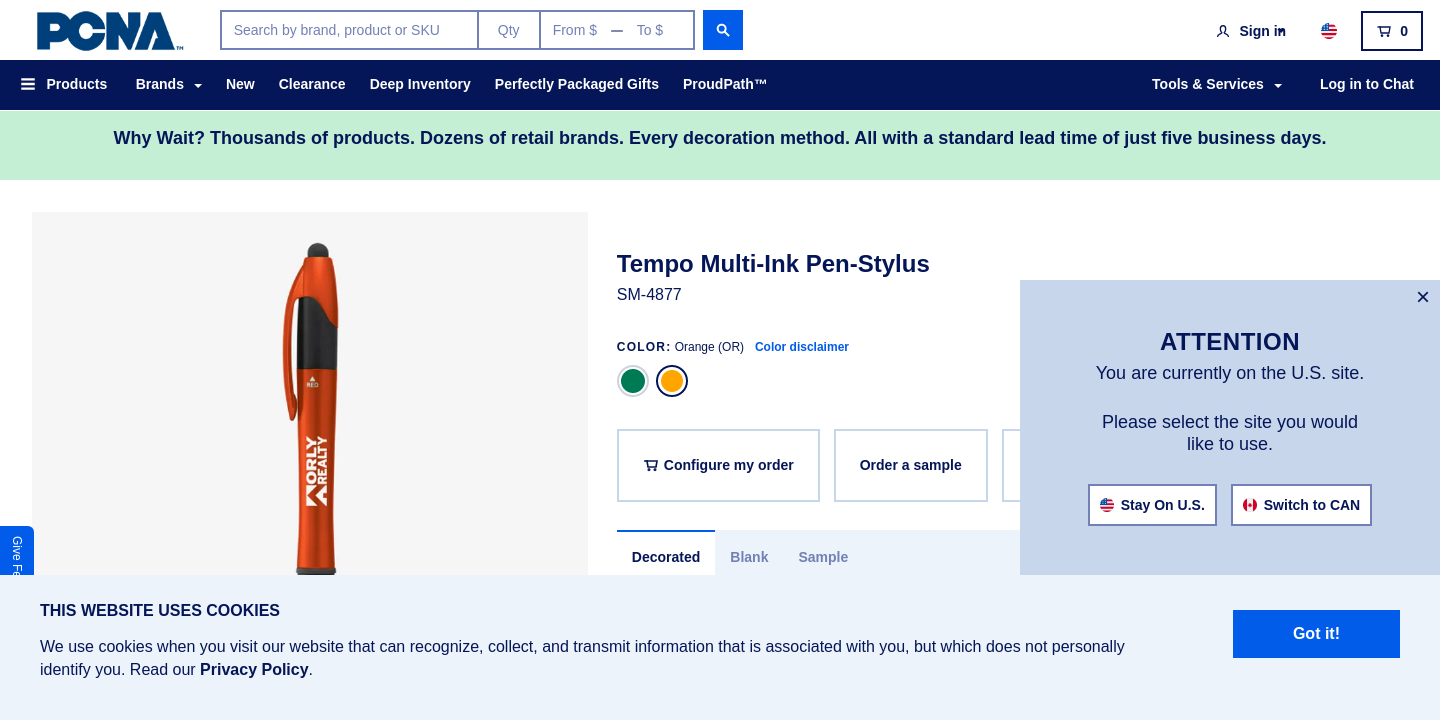 PCNA™
Search by brand, product or SKU
Qty
From $ — To $
Sign in
0
Products
Brands
New
Clearance
Deep Inventory
Perfectly Packaged Gifts
ProudPath™
Tools & Services
Log in to Chat
Why Wait? Thousands of products. Dozens of retail brands. Every decoration method. All with a standard lead time of just five business days.
RED
WORLY
REALTY
Tempo Multi-Ink Pen-Stylus
SM-4877
COLOR: Orange (OR) Color disclaimer
Configure my order
Order a sample
Decorated
Blank
Sample
×
ATTENTION
You are currently on the U.S. site.
Please select the site you would
like to use.
Stay On U.S.
Switch to CAN
Give Fe
THIS WEBSITE USES COOKIES
We use cookies when you visit our website that can recognize, collect, and transmit information that is associated with you, but which does not personally
identify you. Read our Privacy Policy.
Got it!